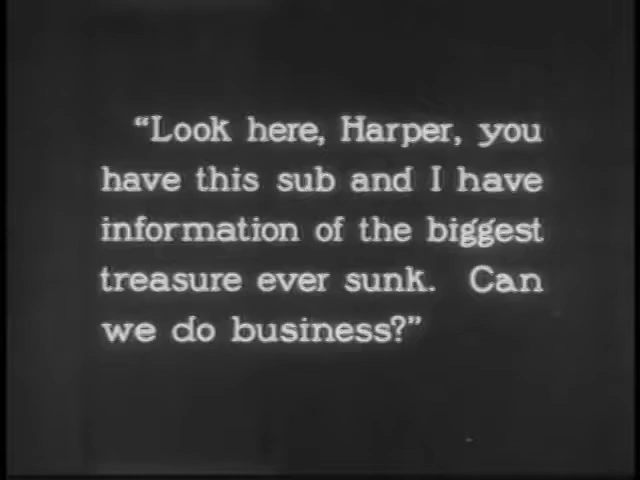 “Look here, Harper, you
have this sub and I have
information of the biggest
treasure ever sunk. Can
we do business?”